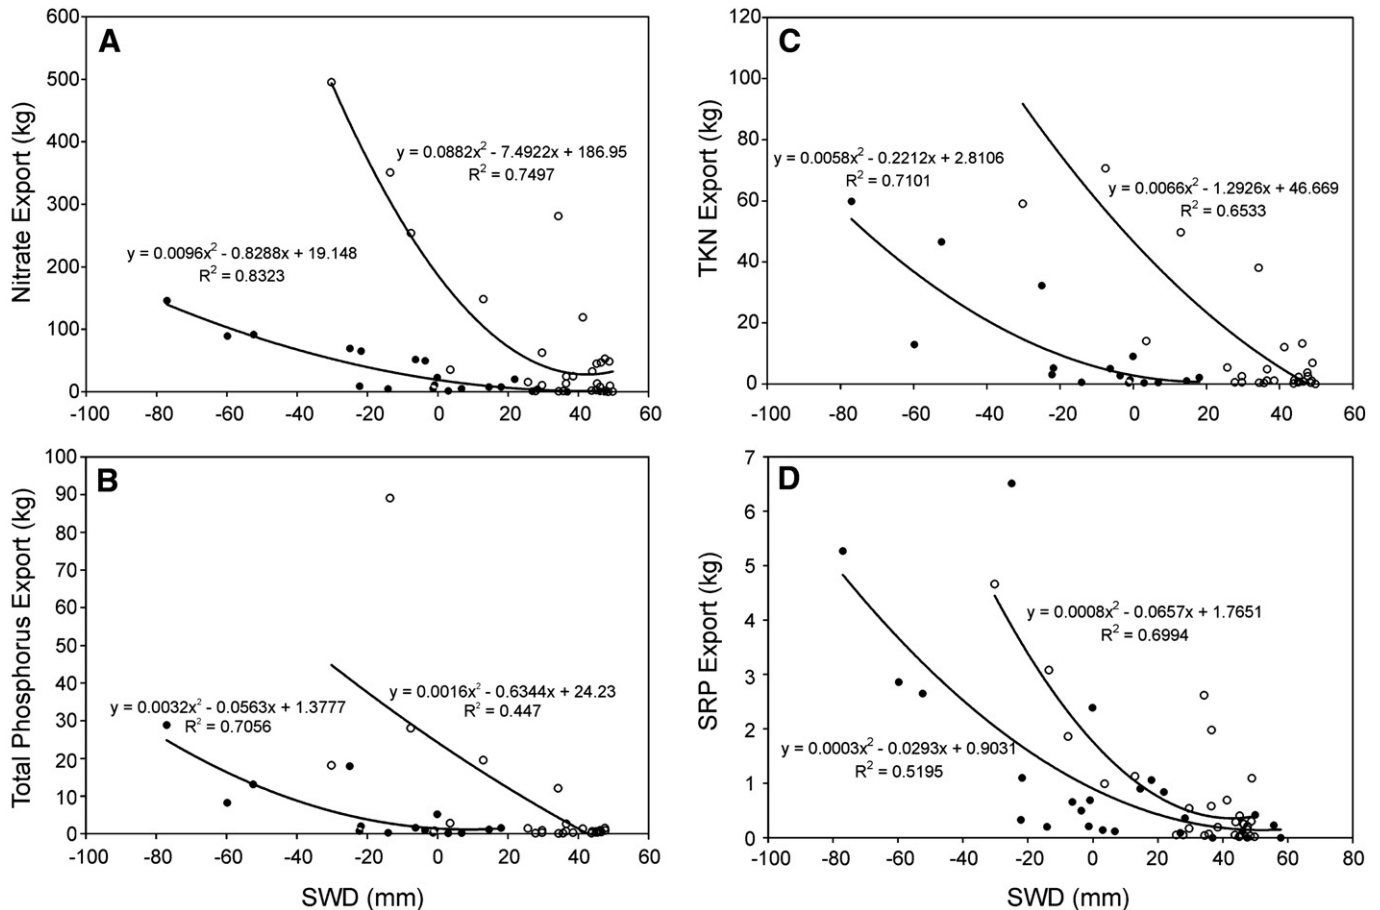 A
Nitrate Export (kg)
600
500
400
300
200
100
0
-100 -80 -60 -40 -20 0 20 40 60
y = 0.0882x² - 7.4922x + 186.95
R² = 0.7497
y = 0.0096x² - 0.8288x + 19.148
R² = 0.8323
C
TKN Export (kg)
120
100
80
60
40
20
0
-100 -80 -60 -40 -20 0 20 40 60
y = 0.0058x² - 0.2212x + 2.8106
R² = 0.7101
y = 0.0066x² - 1.2926x + 46.669
R² = 0.6533
B
Total Phosphorus Export (kg)
100
90
80
70
60
50
40
30
20
10
0
-100 -80 -60 -40 -20 0 20 40 60
y = 0.0032x² - 0.0563x + 1.3777
R² = 0.7056
y = 0.0016x² - 0.6344x + 24.23
R² = 0.447
SWD (mm)
D
SRP Export (kg)
7
6
5
4
3
2
1
0
-100 -80 -60 -40 -20 0 20 40 60 80
y = 0.0008x² - 0.0657x + 1.7651
R² = 0.6994
y = 0.0003x² - 0.0293x + 0.9031
R² = 0.5195
SWD (mm)